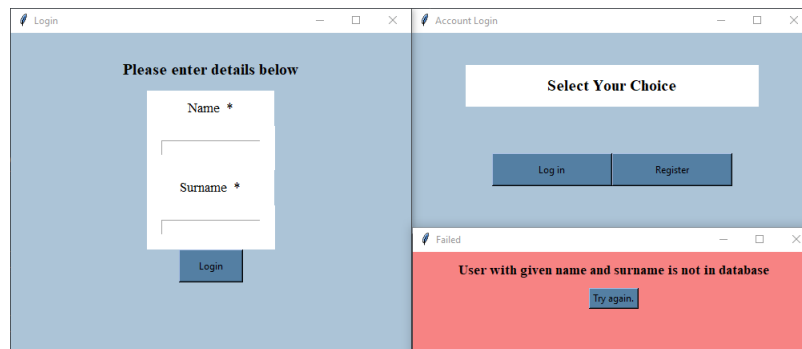 Login
Please enter details below
Name *
Surname *
Login
Account Login
Select Your Choice
Log in
Register
Failed
User with given name and surname is not in database
Try again.